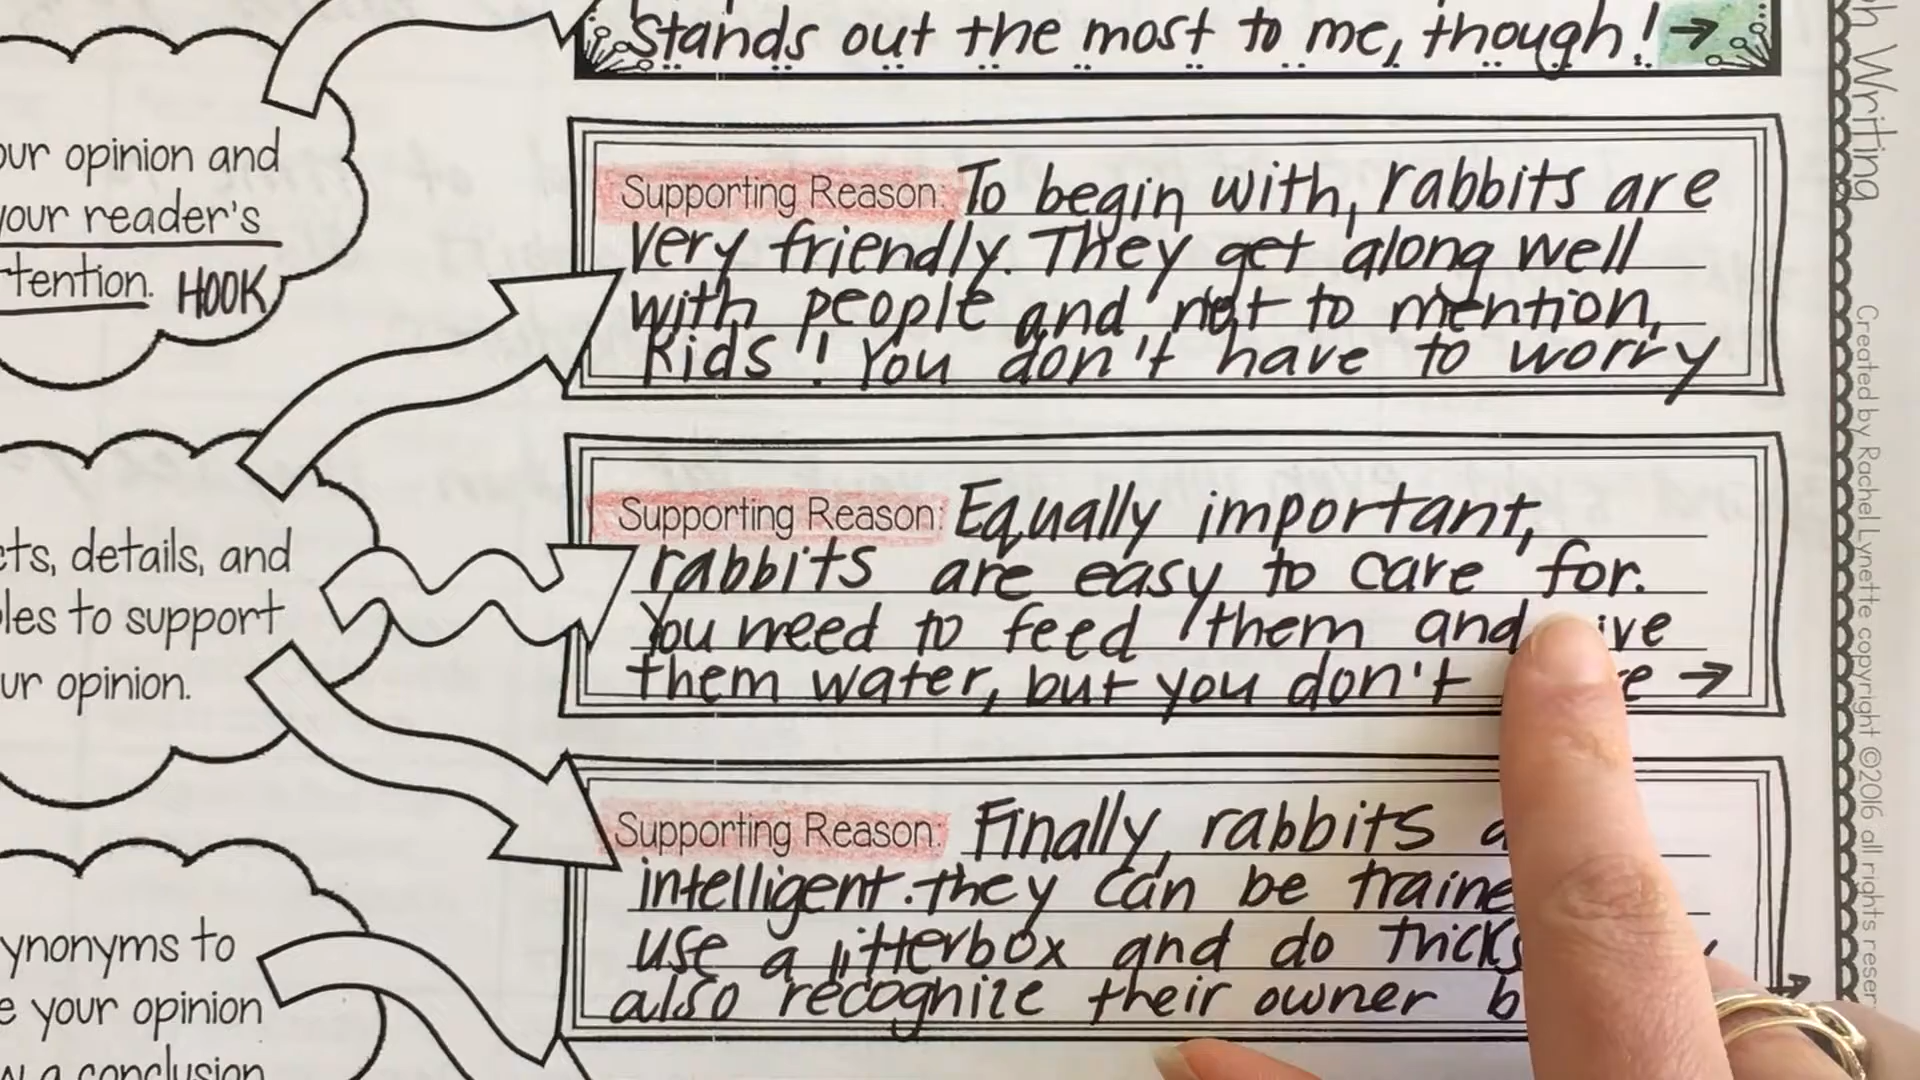 Stands out the most to me, though! →
our opinion and
your reader's
tention. HOOK
Supporting Reason: To begin with, rabbits are
very friendly. They get along well
with people and not to mention,
kids! You don't have to worry
cts, details, and
ples to support
ur opinion.
Supporting Reason: Equally important,
rabbits are easy to care for.
You need to feed them and ive
them water, but you don't →
ynonyms to
e your opinion
w a conclusion
Supporting Reason: Finally, rabbits a
intelligent. they can be traine
use a litterbox and do tricks
also recognize their owner b
Writing
Created by Rachel Lynette copyright ©2016 all rights reser